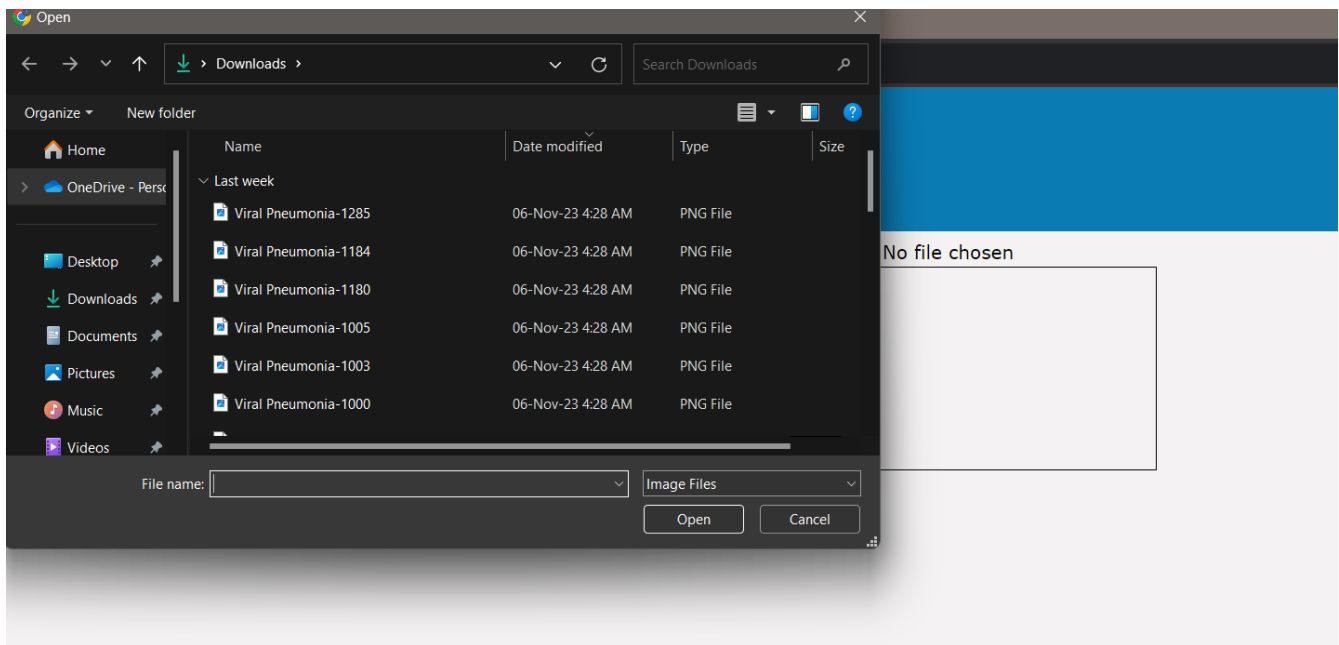 Open
Downloads
Search Downloads
Organize
New folder
Name Date modified Type Size
Home
OneDrive - Perso
Desktop
Downloads
Documents
Pictures
Music
Videos
Last week
Viral Pneumonia-1285 06-Nov-23 4:28 AM PNG File
Viral Pneumonia-1184 06-Nov-23 4:28 AM PNG File
Viral Pneumonia-1180 06-Nov-23 4:28 AM PNG File
Viral Pneumonia-1005 06-Nov-23 4:28 AM PNG File
Viral Pneumonia-1003 06-Nov-23 4:28 AM PNG File
Viral Pneumonia-1000 06-Nov-23 4:28 AM PNG File
File name:
Image Files
Open Cancel
No file chosen